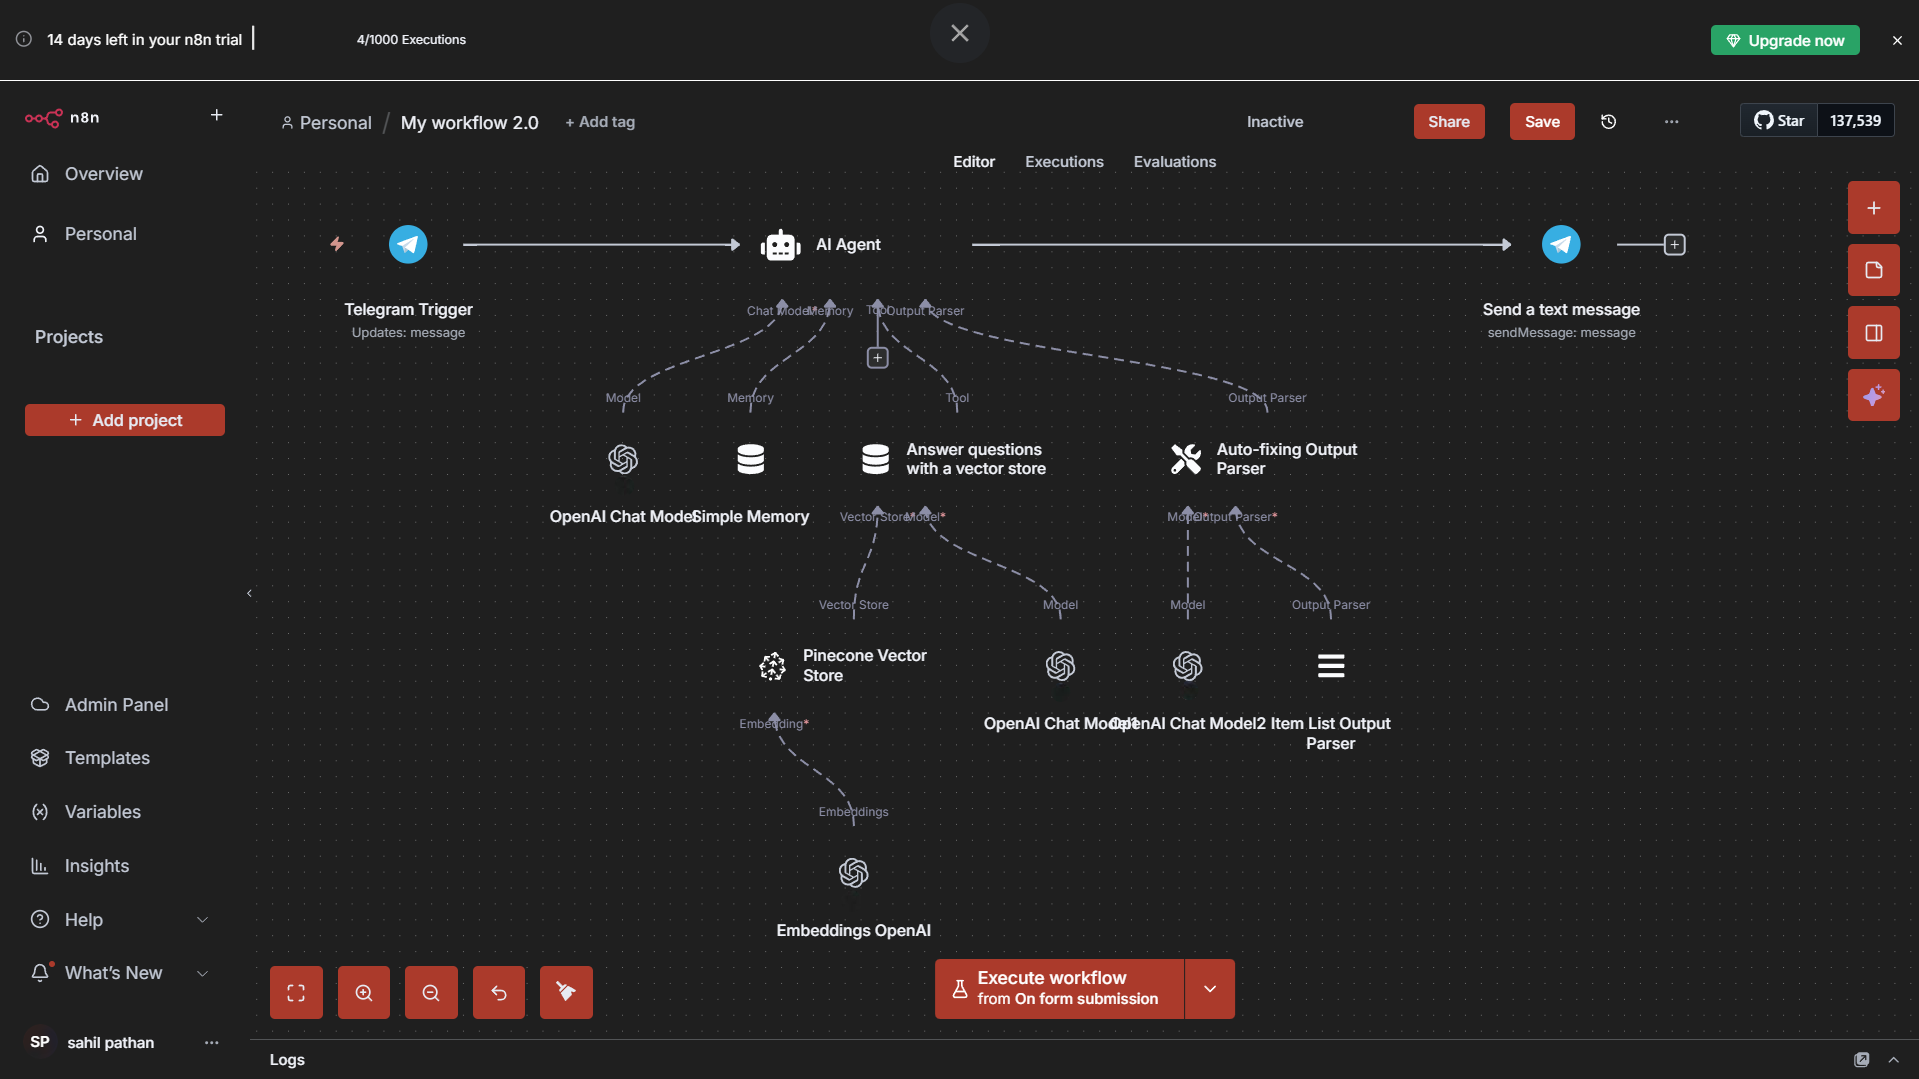 14 days left in your n8n trial
4/1000 Executions
Upgrade now
n8n
Personal / My workflow 2.0
+ Add tag
Inactive
Share
Save
Star
137,539
Editor
Executions
Evaluations
Overview
Personal
Projects
+ Add project
Admin Panel
Templates
Variables
Insights
Help
What's New
SP
sahil pathan
Telegram Trigger
Updates: message
AI Agent
Chat Model*
Memory
Tool
Output Parser
Send a text message
sendMessage: message
Model
Memory
Tool
Output Parser
OpenAI Chat Model
Simple Memory
Answer questions
with a vector store
Auto-fixing Output
Parser
Vector Store*
Model*
Model*
Output Parser*
Vector Store
Model
Model
Output Parser
Pinecone Vector
Store
OpenAI Chat Model1
OpenAI Chat Model2
Item List Output
Parser
Embedding*
Embeddings
Embeddings OpenAI
Execute workflow
from On form submission
Logs